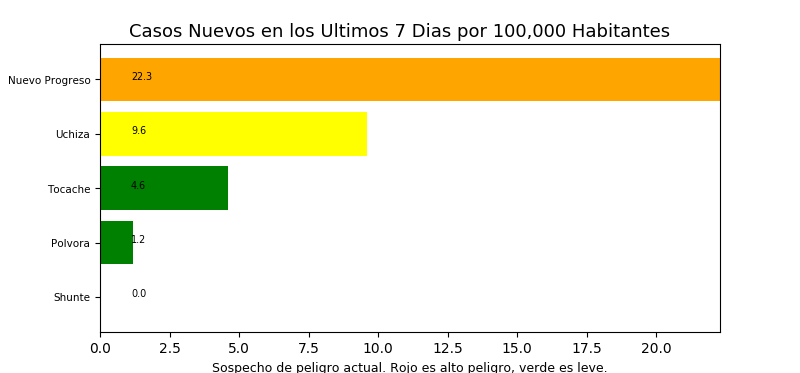 Casos Nuevos en los Ultimos 7 Dias por 100,000 Habitantes
Nuevo Progreso 22.3
Uchiza 9.6
Tocache 4.6
Polvora 1.2
Shunte 0.0
0.0 2.5 5.0 7.5 10.0 12.5 15.0 17.5 20.0
Sospecho de peligro actual. Rojo es alto peligro, verde es leve.